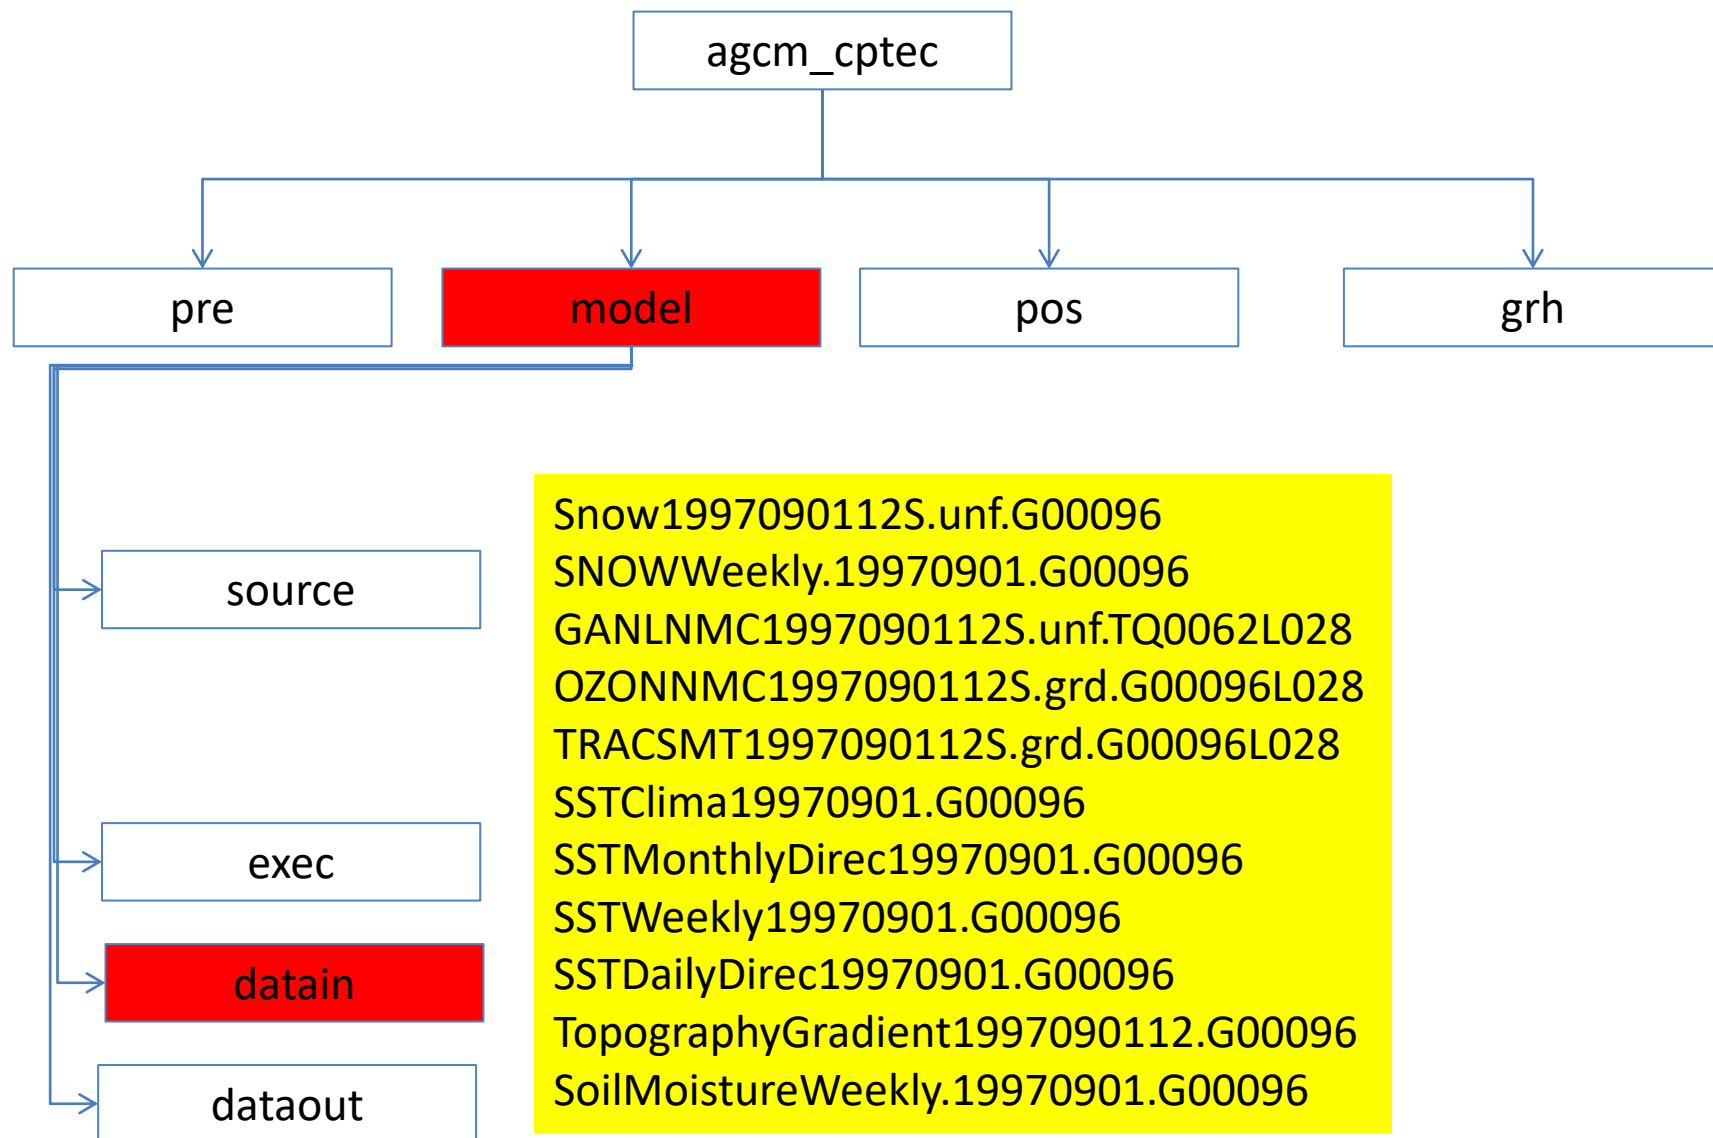 agcm_cptec
pre
model
pos
grh
source
exec
datain
dataout
Snow1997090112S.unf.G00096
SNOWWeekly.19970901.G00096
GANLNMC1997090112S.unf.TQ0062L028
OZONNMC1997090112S.grd.G00096L028
TRACSMT1997090112S.grd.G00096L028
SSTClima19970901.G00096
SSTMonthlyDirec19970901.G00096
SSTWeekly19970901.G00096
SSTDailyDirec19970901.G00096
TopographyGradient1997090112.G00096
SoilMoistureWeekly.19970901.G00096